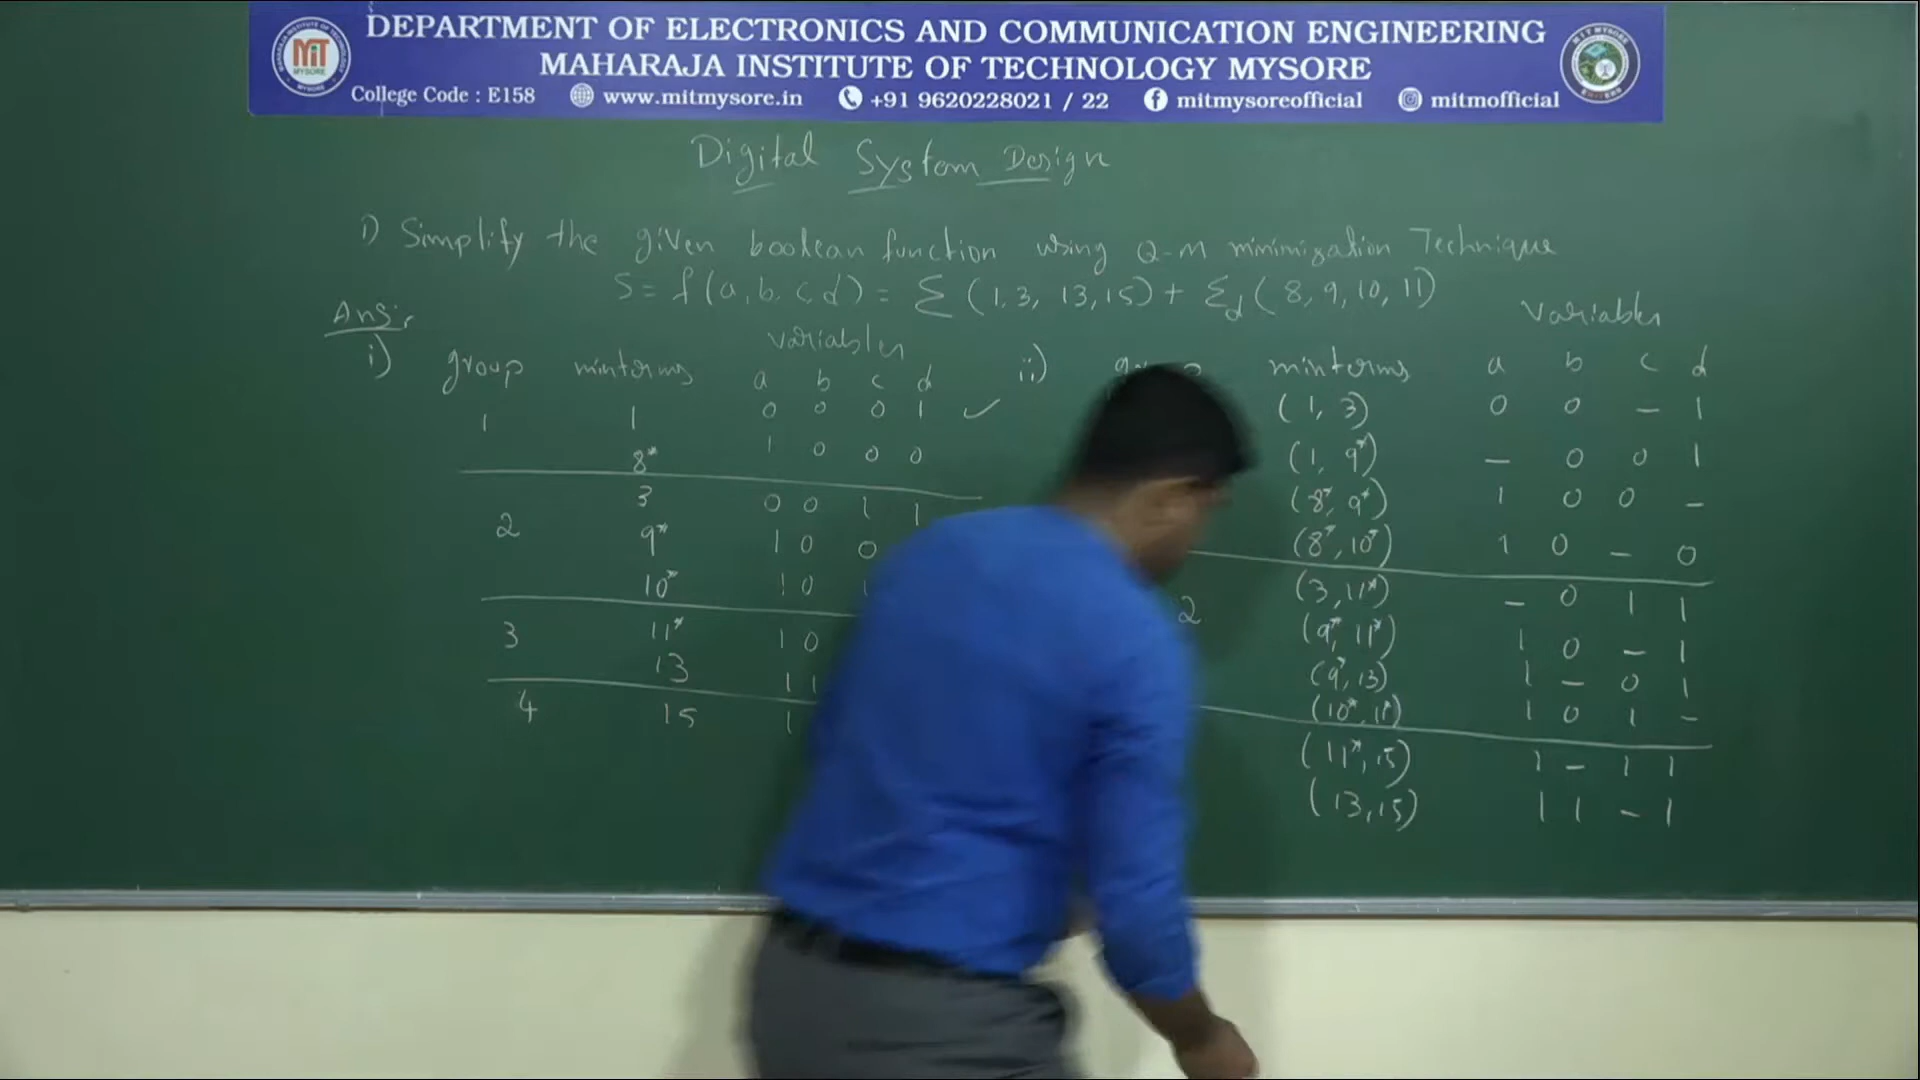 DEPARTMENT OF ELECTRONICS AND COMMUNICATION ENGINEERING
MAHARAJA INSTITUTE OF TECHNOLOGY MYSORE
College Code : E158 www.mitmysore.in +91 9620228021 / 22 mitmysoreofficial mitmofficial
MIT
MYSORE
Digital System Design
1) Simplify the given boolean function using Q-M minimization Technique
S = f(a, b, c, d) = Σ (1, 3, 13, 15) + Σd (8, 9, 10, 11)
Ans:
i)
variables
group minterms a b c d
1 1 0 0 0 1 ✓
8* 1 0 0 0
2 3 0 0 1 1
9* 1 0 0
10* 1 0 1
3 11* 1 0
13 1 1
4 15 1
ii) variables
minterms a b c d
(1, 3) 0 0 – 1
(1, 9*) – 0 0 1
(8*, 9*) 1 0 0 –
(8*, 10*) 1 0 – 0
2 (3, 11*) – 0 1 1
(9*, 11*) 1 0 – 1
(9*, 13) 1 – 0 1
(10*, 11*) 1 0 1 –
(11*, 15) 1 – 1 1
(13, 15) 1 1 – 1